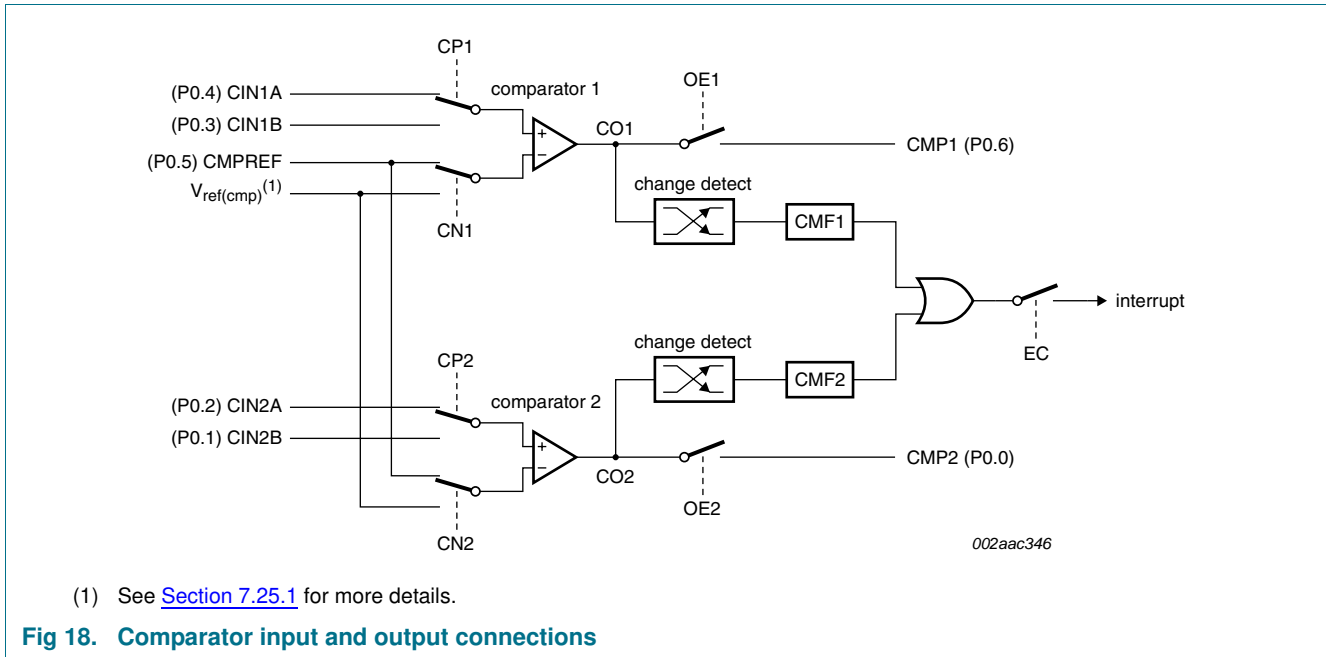 CP1
OE1
(P0.4) CIN1A
comparator 1
(P0.3) CIN1B
+
CO1
CMP1 (P0.6)
(P0.5) CMPREF
−
change detect
Vref(cmp)(1)
CMF1
CN1
interrupt
change detect
EC
CP2
CMF2
(P0.2) CIN2A
comparator 2
(P0.1) CIN2B
+
CMP2 (P0.0)
−
CO2
OE2
CN2
002aac346
(1) See Section 7.25.1 for more details.
Fig 18. Comparator input and output connections